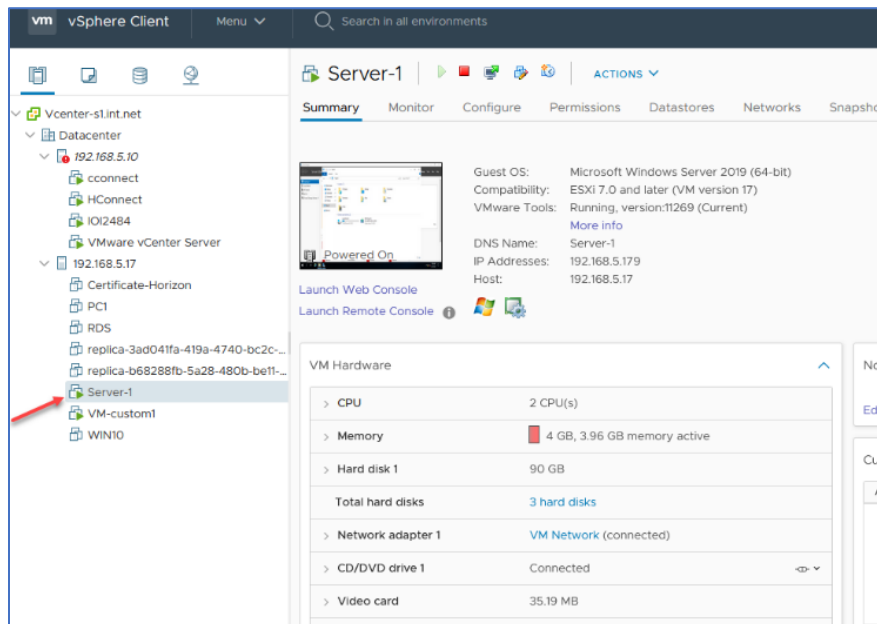 vm vSphere Client Menu Search in all environments
Server-1 ACTIONS
Summary Monitor Configure Permissions Datastores Networks Snapsho
Vcenter-s1.int.net
Datacenter
192.168.5.10
cconnect
HConnect
IOI2484
VMware vCenter Server
192.168.5.17
Certificate-Horizon
PC1
RDS
replica-3ad041fa-419a-4740-bc2c-...
replica-b68288fb-5a28-480b-be11-...
Server-1
VM-custom1
WIN10
Powered On
Launch Web Console
Launch Remote Console
Guest OS: Microsoft Windows Server 2019 (64-bit)
Compatibility: ESXi 7.0 and later (VM version 17)
VMware Tools: Running, version:11269 (Current)
More info
DNS Name: Server-1
IP Addresses: 192.168.5.179
Host: 192.168.5.17
VM Hardware
CPU 2 CPU(s)
Memory 4 GB, 3.96 GB memory active
Hard disk 1 90 GB
Total hard disks 3 hard disks
Network adapter 1 VM Network (connected)
CD/DVD drive 1 Connected
Video card 35.19 MB
No
Ed
Cu